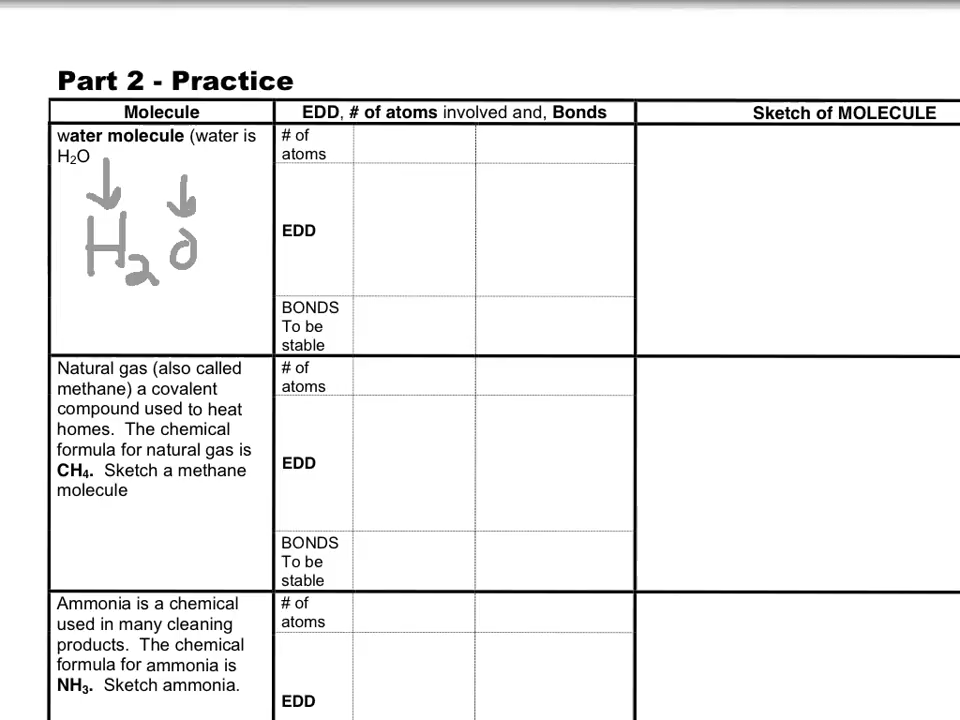 Part 2 - Practice
Molecule
EDD, # of atoms involved and, Bonds
Sketch of MOLECULE
water molecule (water is
H₂O
H₂O
# of
atoms
EDD
BONDS
To be
stable
Natural gas (also called
methane) a covalent
compound used to heat
homes. The chemical
formula for natural gas is
CH₄. Sketch a methane
molecule
# of
atoms
EDD
BONDS
To be
stable
Ammonia is a chemical
used in many cleaning
products. The chemical
formula for ammonia is
NH₃. Sketch ammonia.
# of
atoms
EDD